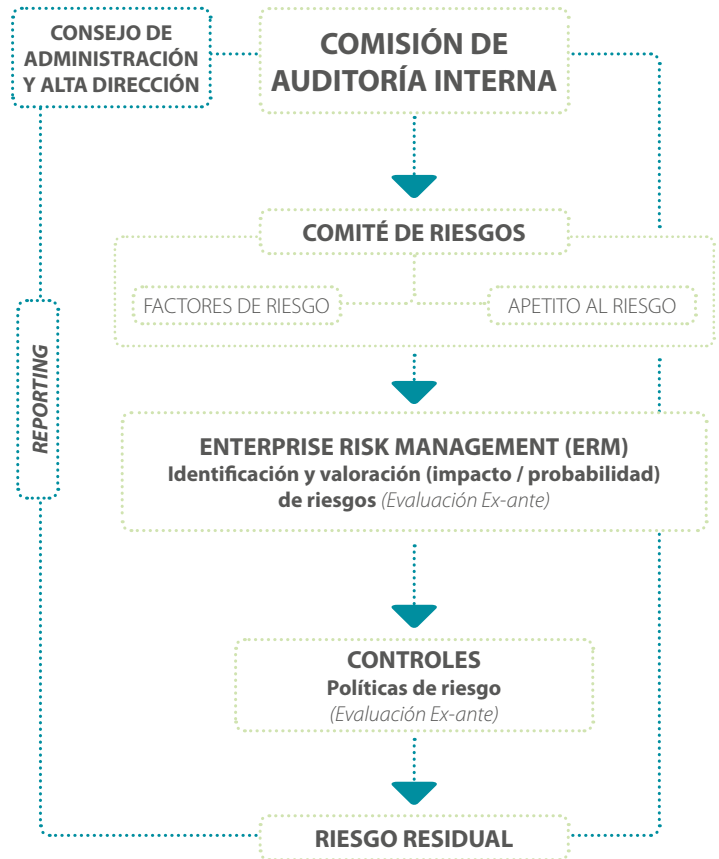 CONSEJO DE
ADMINISTRACIÓN
Y ALTA DIRECCIÓN
COMISIÓN DE
AUDITORÍA INTERNA
COMITÉ DE RIESGOS
FACTORES DE RIESGO
APETITO AL RIESGO
REPORTING
ENTERPRISE RISK MANAGEMENT (ERM)
Identificación y valoración (impacto / probabilidad)
de riesgos (Evaluación Ex-ante)
CONTROLES
Políticas de riesgo
(Evaluación Ex-ante)
RIESGO RESIDUAL